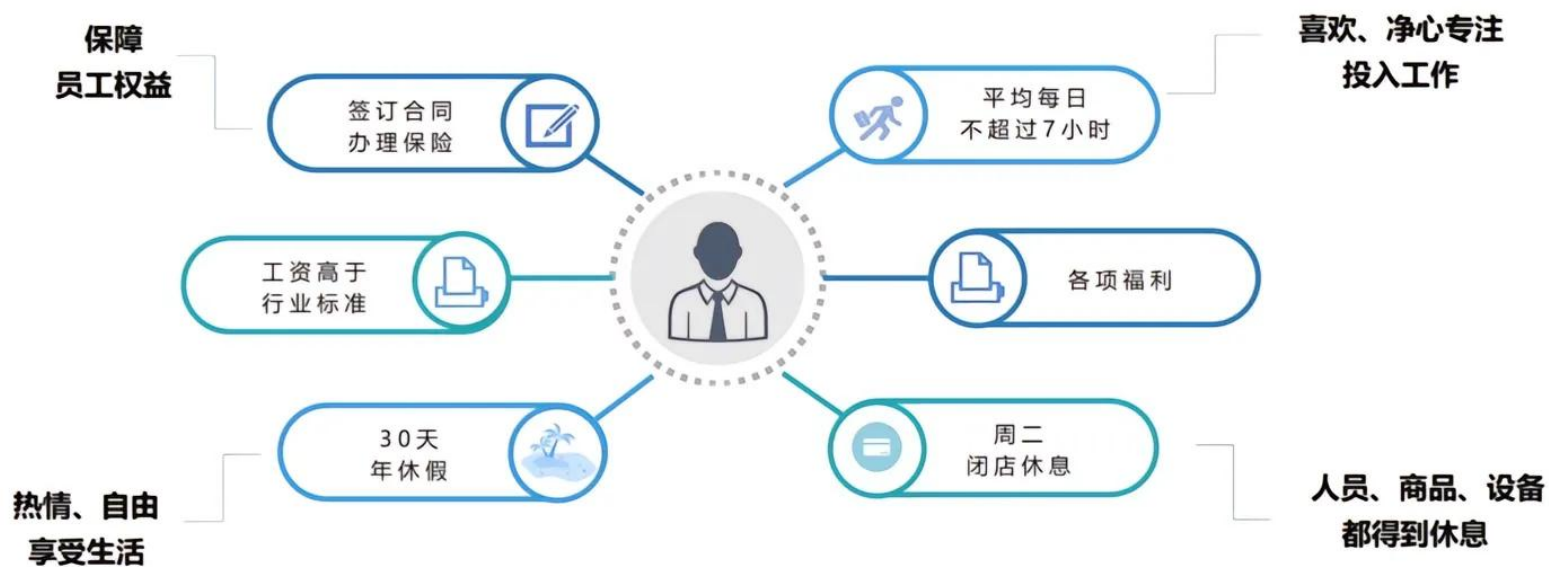 保障
员工权益
签订合同
办理保险
工资高于
行业标准
30天
年休假
热情、自由
享受生活
喜欢、净心专注
投入工作
平均每日
不超过7小时
各项福利
周二
闭店休息
人员、商品、设备
都得到休息